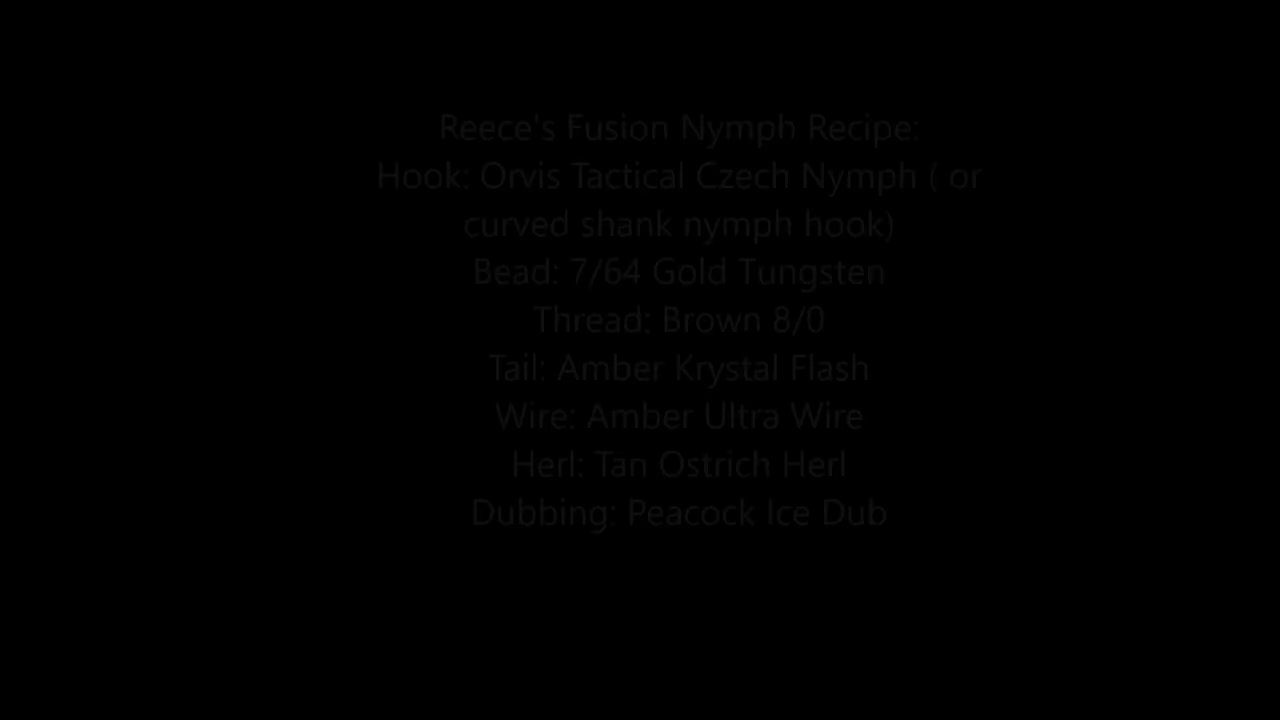 Reece's Fusion Nymph Recipe:
Hook: Orvis Tactical Czech Nymph ( or
curved shank nymph hook)
Bead: 7/64 Gold Tungsten
Thread: Brown 8/0
Tail: Amber Krystal Flash
Wire: Amber Ultra Wire
Herl: Tan Ostrich Herl
Dubbing: Peacock Ice Dub